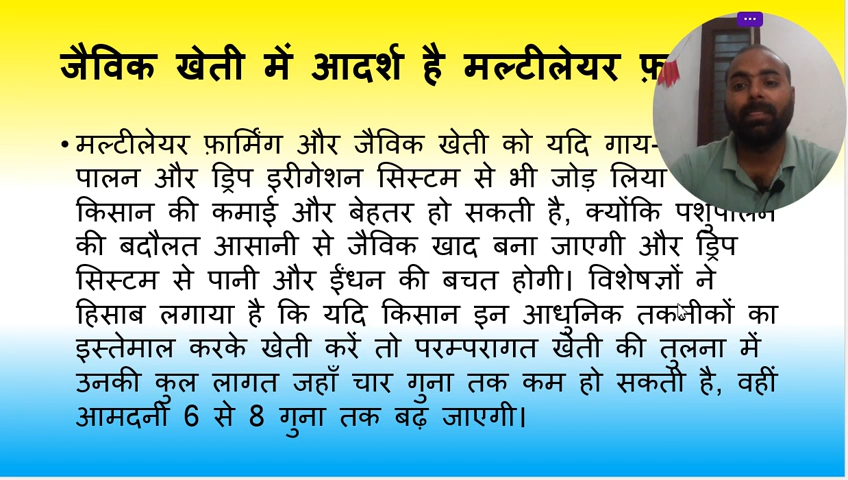 जैविक खेती में आदर्श है मल्टीलेयर
• मल्टीलेयर फ़ार्मिंग और जैविक खेती को यदि गाय-
पालन और ड्रिप इरीगेशन सिस्टम से भी जोड़ लिया
किसान की कमाई और बेहतर हो सकती है, क्योंकि पशुपालन
की बदौलत आसानी से जैविक खाद बना जाएगी और ड्रिप
सिस्टम से पानी और ईंधन की बचत होगी। विशेषज्ञों ने
हिसाब लगाया है कि यदि किसान इन आधुनिक तकनीकों का
इस्तेमाल करके खेती करें तो परम्परागत खेती की तुलना में
उनकी कुल लागत जहाँ चार गुना तक कम हो सकती है, वहीं
आमदनी 6 से 8 गुना तक बढ़ जाएगी।